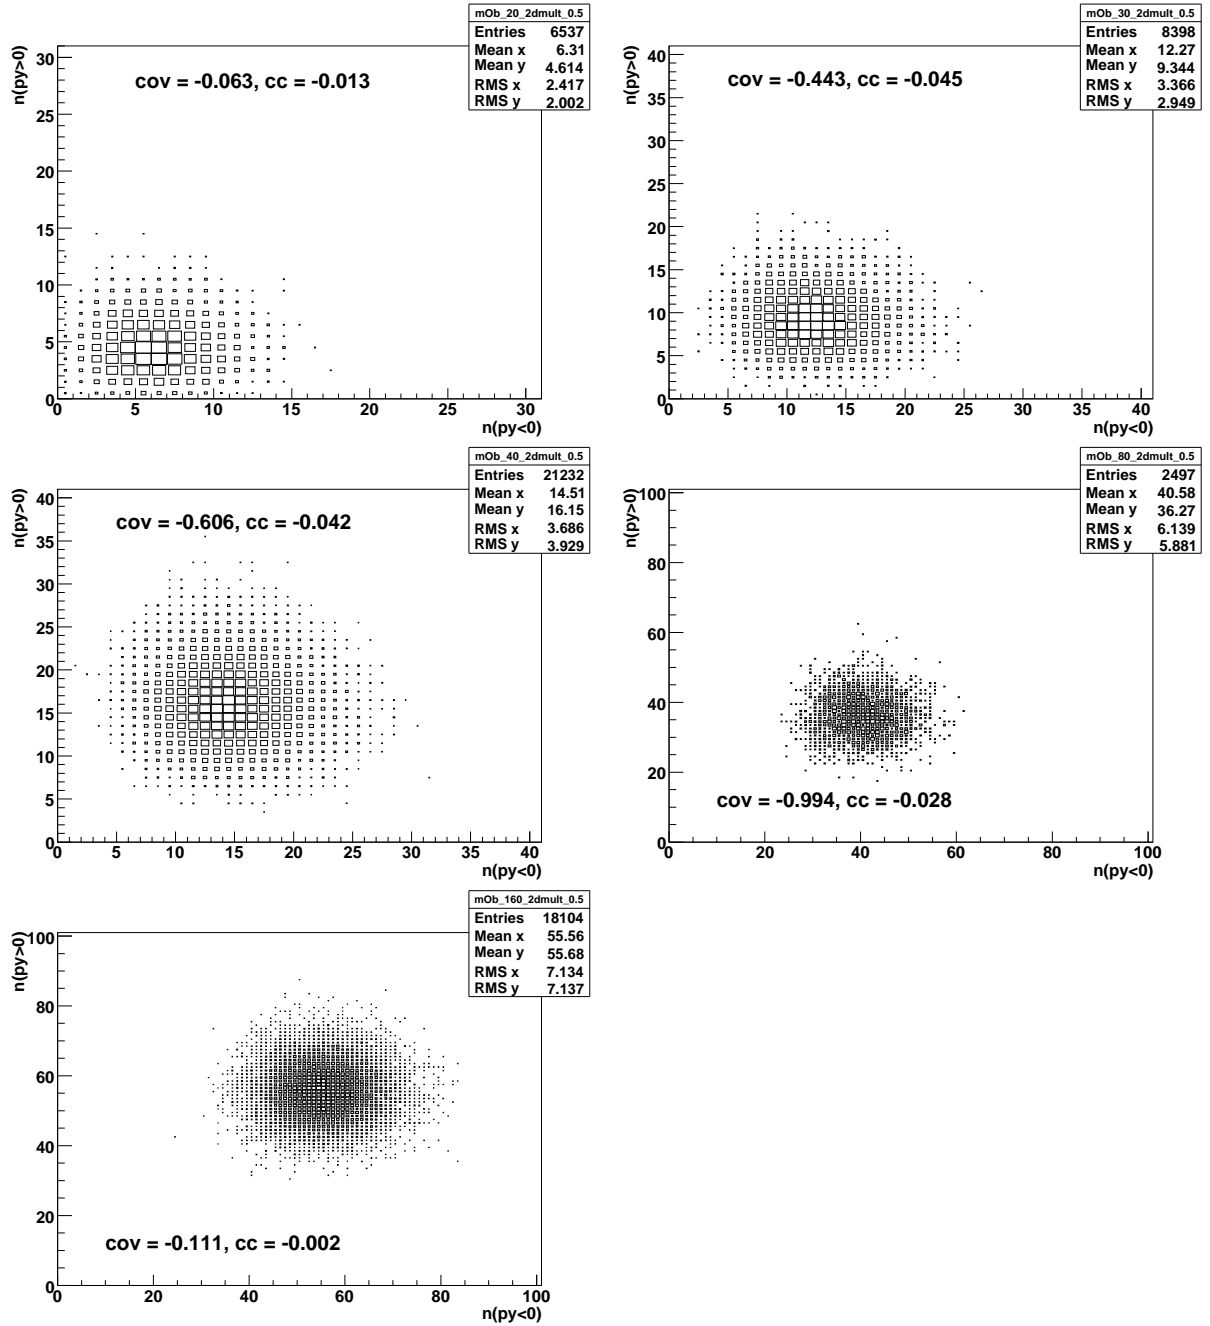 mOb_20_2dmult_0.5
Entries 6537
Mean x 6.31
Mean y 4.614
RMS x 2.417
RMS y 2.002
cov = -0.063, cc = -0.013
n(py>0)
30
25
20
15
10
5
0
0 5 10 15 20 25 30
n(py<0)
mOb_30_2dmult_0.5
Entries 8398
Mean x 12.27
Mean y 9.344
RMS x 3.366
RMS y 2.949
cov = -0.443, cc = -0.045
n(py>0)
40
35
30
25
20
15
10
5
0
0 5 10 15 20 25 30 35 40
n(py<0)
mOb_40_2dmult_0.5
Entries 21232
Mean x 14.51
Mean y 16.15
RMS x 3.686
RMS y 3.929
cov = -0.606, cc = -0.042
n(py>0)
40
35
30
25
20
15
10
5
0
0 5 10 15 20 25 30 35 40
n(py<0)
mOb_80_2dmult_0.5
Entries 2497
Mean x 40.58
Mean y 36.27
RMS x 6.139
RMS y 5.881
n(py>0)
100
80
60
40
20
0
cov = -0.994, cc = -0.028
0 20 40 60 80 100
n(py<0)
mOb_160_2dmult_0.5
Entries 18104
Mean x 55.56
Mean y 55.68
RMS x 7.134
RMS y 7.137
n(py>0)
100
80
60
40
20
0
cov = -0.111, cc = -0.002
0 20 40 60 80 100
n(py<0)